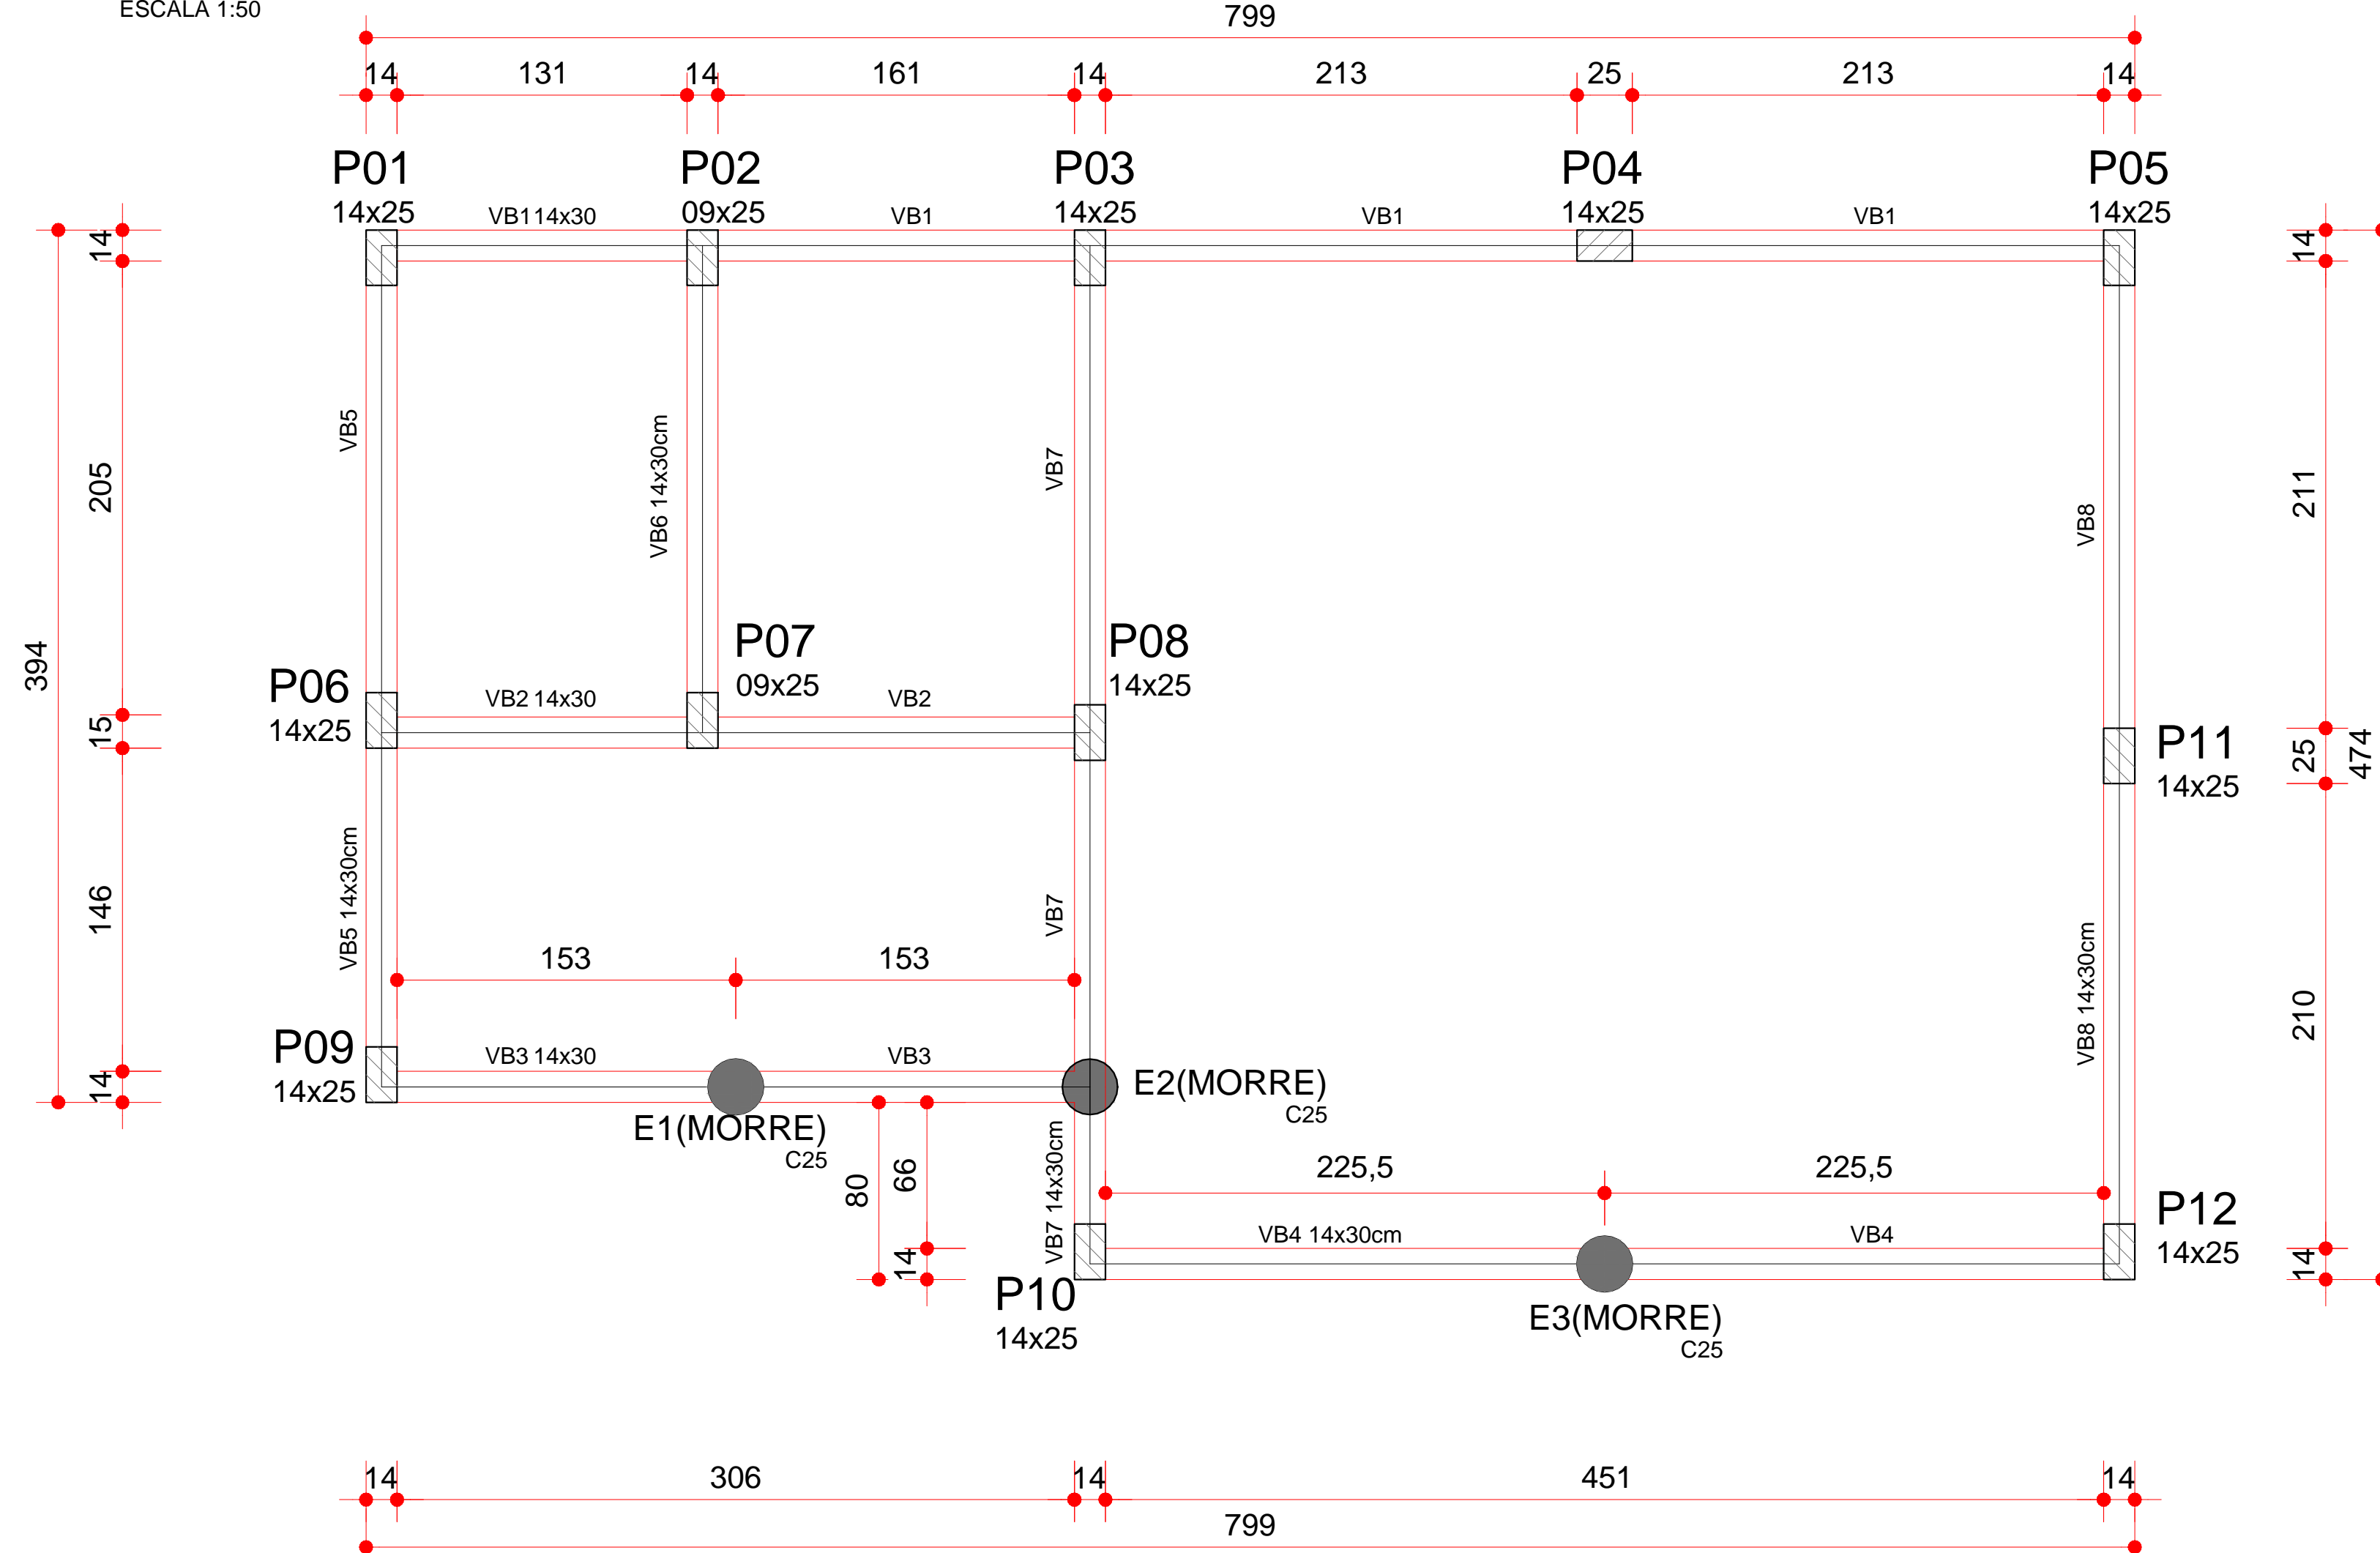 ESCALA 1:50
799
14 131 14 161 14 213 25 213 14
P01 P02 P03 P04 P05
14x25 09x25 14x25 14x25 14x25
VB1 14x30 VB1 VB1 VB1
14
14
205
211
394
VB5
VB6 14x30cm
VB7
VB8
P07 P08
09x25 14x25
P06
14x25
VB2 14x30 VB2
15
P11
14x25
25
474
146
VB5 14x30cm
VB7
VB8 14x30cm
210
153 153
P09
14x25
14
VB3 14x30 VB3
E1(MORRE)
C25
E2(MORRE)
C25
80
66
14
VB7 14x30cm
225,5 225,5
VB4 14x30cm VB4
P12
14x25
14
P10
14x25
E3(MORRE)
C25
14 306 14 451 14
799